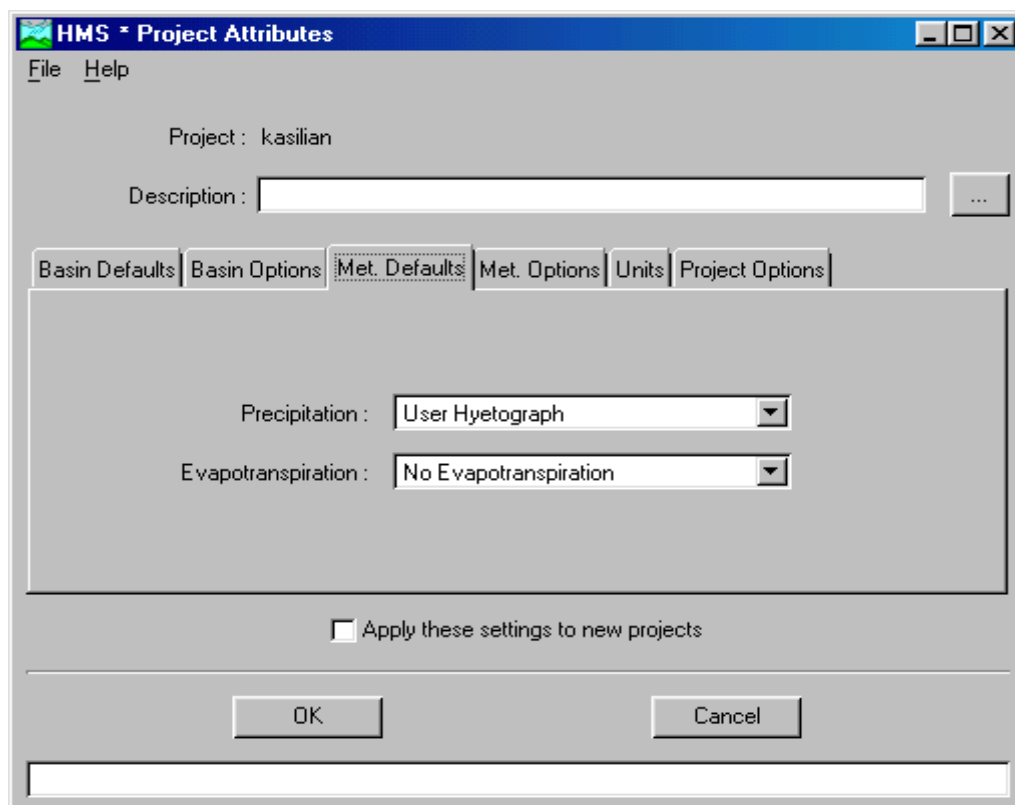 HMS * Project Attributes
File Help
Project : kasilian
Description :
...
Basin Defaults Basin Options Met. Defaults Met. Options Units Project Options
Precipitation : User Hyetograph
Evapotranspiration : No Evapotranspiration
Apply these settings to new projects
OK Cancel